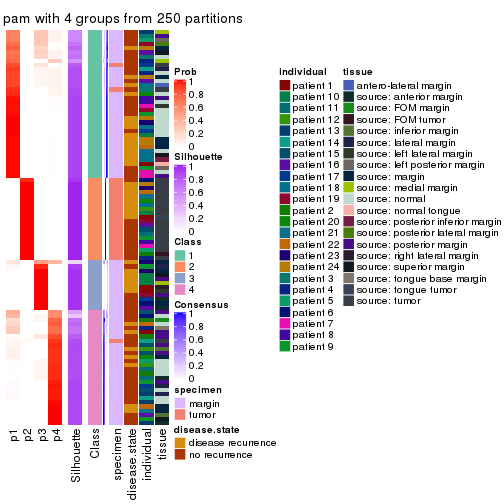 pam with 4 groups from 250 partitions
Prob
1
0.8
0.6
0.4
0.2
0
Silhouette
1
0.8
0.6
0.4
0.2
0
Class
1
2
3
4
Consensus
1
0.8
0.6
0.4
0.2
0
specimen
margin
tumor
disease.state
disease recurrence
no recurrence
individual
patient 1
patient 10
patient 11
patient 12
patient 13
patient 14
patient 15
patient 16
patient 17
patient 18
patient 19
patient 2
patient 20
patient 21
patient 22
patient 23
patient 24
patient 3
patient 4
patient 5
patient 6
patient 7
patient 8
patient 9
tissue
antero-lateral margin
source: anterior margin
source: FOM margin
source: FOM tumor
source: inferior margin
source: lateral margin
source: left lateral margin
source: left posterior margin
source: margin
source: medial margin
source: normal
source: normal tongue
source: posterior inferior margin
source: posterior lateral margin
source: posterior margin
source: right lateral margin
source: superior margin
source: tongue base margin
source: tongue tumor
source: tumor
p1
p2
p3
p4
Silhouette
Class
specimen
disease.state
individual
tissue